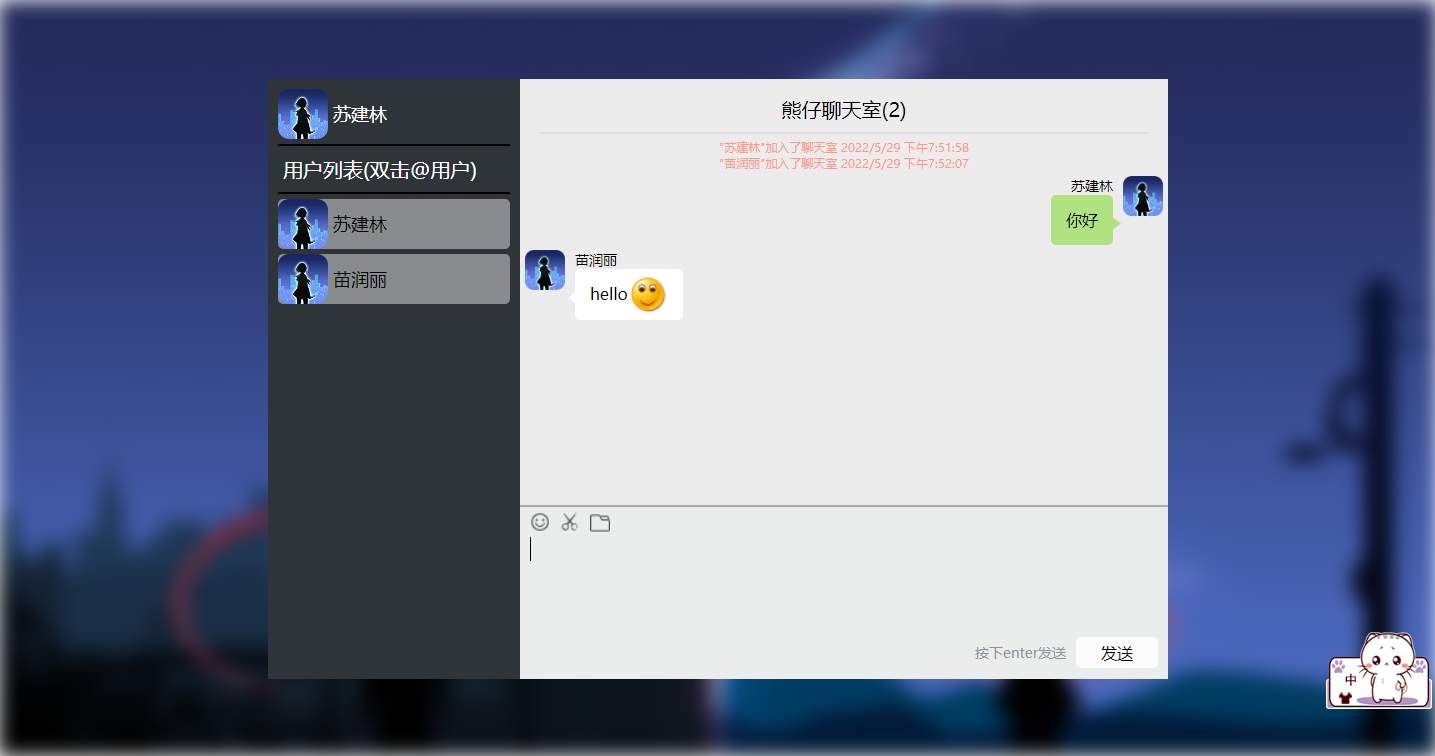 苏建林
用户列表(双击@用户)
苏建林
苗润丽
熊仔聊天室(2)
"苏建林"加入了聊天室 2022/5/29 下午7:51:58
"苗润丽"加入了聊天室 2022/5/29 下午7:52:07
苏建林
你好
苗润丽
hello
按下enter发送
发送
中